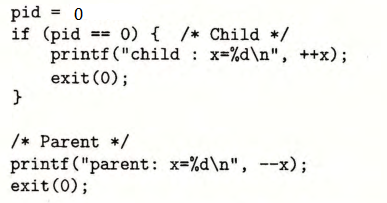 pid = 0
if (pid == 0) {  /* Child */
    printf("child : x=%d\n", ++x);
    exit(0);
}

/* Parent */
printf("parent: x=%d\n", --x);
exit(0);